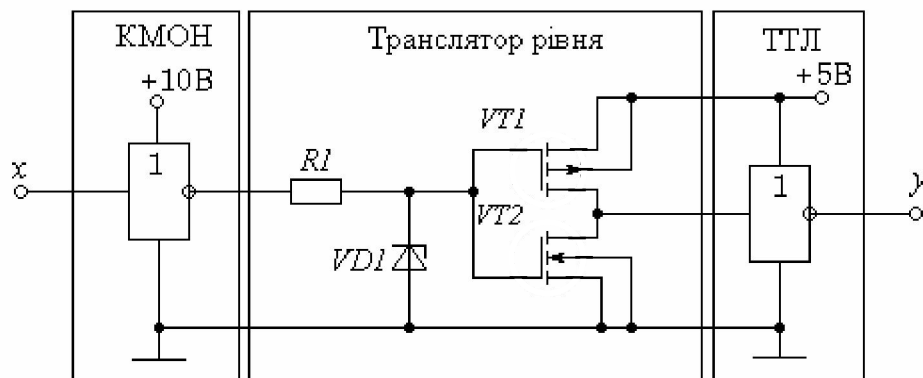 КМОН
Транслятор рівня
ТТЛ
+10В
+5В
VT1
1
R1
1
x
y
VT2
VD1